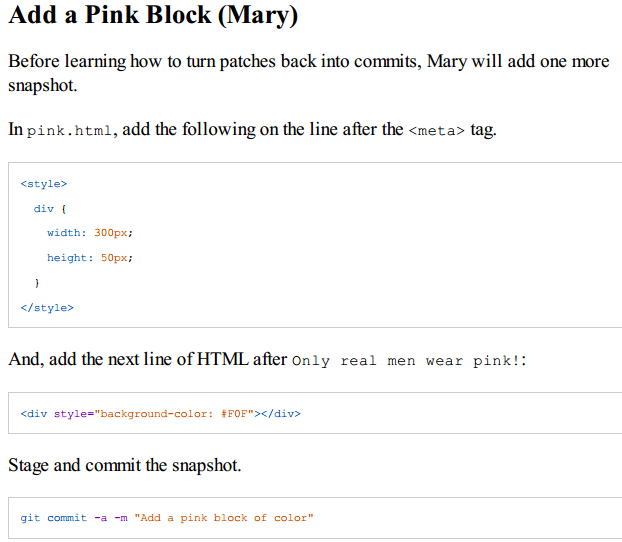 Add a Pink Block (Mary)
Before learning how to turn patches back into commits, Mary will add one more
snapshot.
In pink.html, add the following on the line after the <meta> tag.
<style>
div {
width: 300px;
height: 50px;
}
</style>
And, add the next line of HTML after Only real men wear pink!:
<div style="background-color: #F0F"></div>
Stage and commit the snapshot.
git commit -a -m "Add a pink block of color"